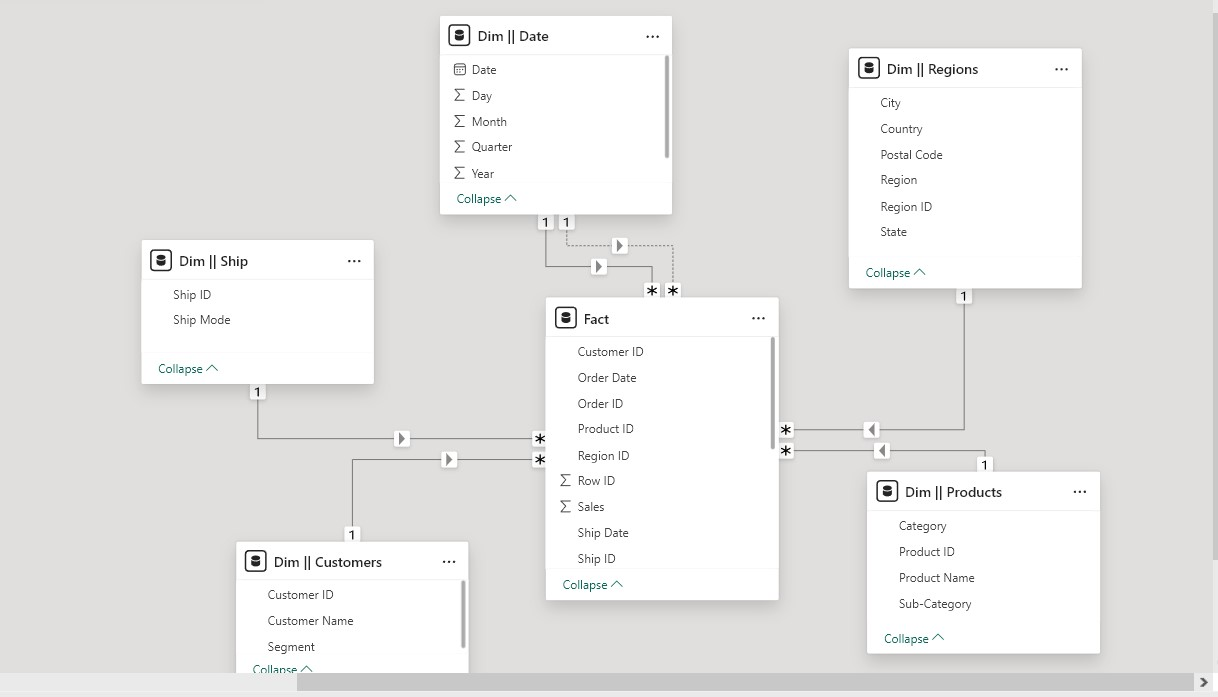 Dim || Date
Date
Day
Month
Quarter
Year
Collapse
1 1
Dim || Regions
City
Country
Postal Code
Region
Region ID
State
Collapse
1
Dim || Ship
Ship ID
Ship Mode
Collapse
1
* *
Fact
Customer ID
Order Date
Order ID
Product ID
Region ID
Row ID
Sales
Ship Date
Ship ID
Collapse
*
*
*
*
1
Dim || Customers
Customer ID
Customer Name
Segment
Collapse
1
Dim || Products
Category
Product ID
Product Name
Sub-Category
Collapse